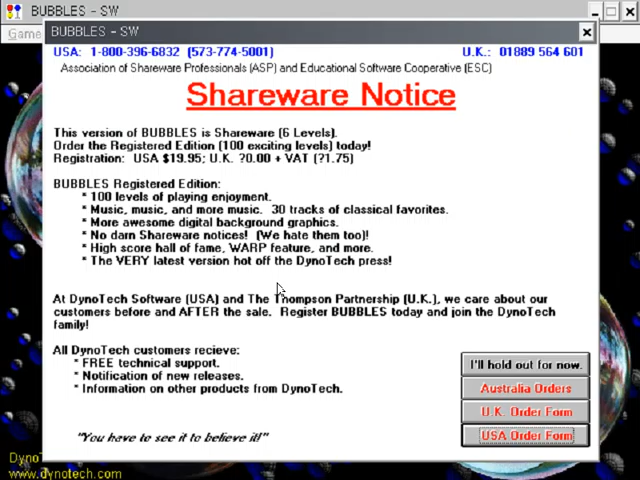 BUBBLES - SW
Game
BUBBLES - SW
USA: 1-800-396-6832 (573-774-5001) U.K.: 01889 564 601
Association of Shareware Professionals (ASP) and Educational Software Cooperative (ESC)
Shareware Notice
This version of BUBBLES is Shareware (6 Levels).
Order the Registered Edition (100 exciting levels) today!
Registration: USA $19.95; U.K. ?0.00 + VAT (?1.75)
BUBBLES Registered Edition:
* 100 levels of playing enjoyment.
* Music, music, and more music. 30 tracks of classical favorites.
* More awesome digital background graphics.
* No darn Shareware notices! (We hate them too)!
* High score hall of fame, WARP feature, and more.
* The VERY latest version hot off the DynoTech press!
At DynoTech Software (USA) and The Thompson Partnership (U.K.), we care about our
customers before and AFTER the sale. Register BUBBLES today and join the DynoTech
family!
All DynoTech customers recieve:
* FREE technical support.
* Notification of new releases.
* Information on other products from DynoTech.
"You have to see it to believe it!"
I'll hold out for now.
Australia Orders
U.K. Order Form
USA Order Form
www.dynotech.com